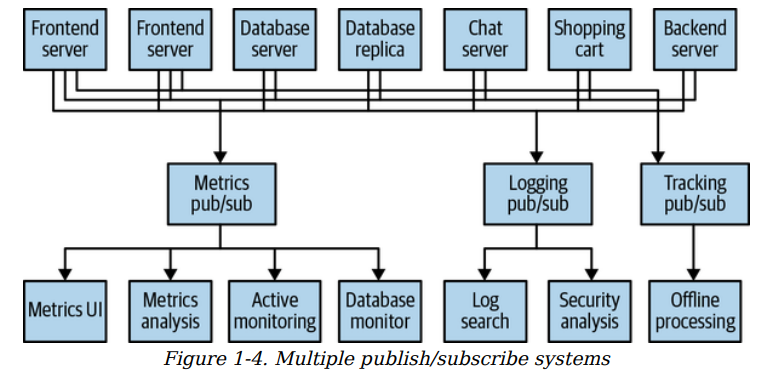 Frontend
server
Frontend
server
Database
server
Database
replica
Chat
server
Shopping
cart
Backend
server
Metrics
pub/sub
Logging
pub/sub
Tracking
pub/sub
Metrics UI
Metrics
analysis
Active
monitoring
Database
monitor
Log
search
Security
analysis
Offline
processing
Figure 1-4. Multiple publish/subscribe systems